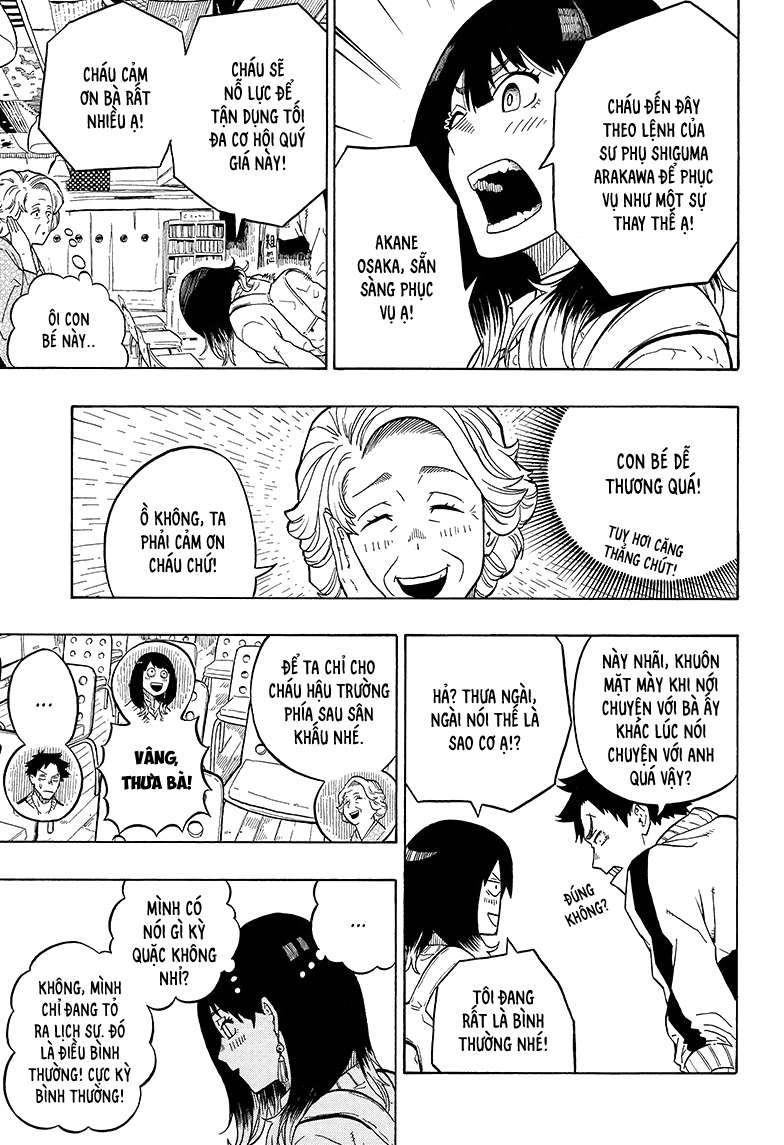 CHÁU ĐẾN ĐÂY
THEO LỆNH CỦA
SƯ PHỤ SHIGUMA
ARAKAWA ĐỂ PHỤC
VỤ NHƯ MỘT SỰ
THAY THẾ Ạ!
AKANE
OSAKA, SẴN
SÀNG PHỤC
VỤ Ạ!
CHÁU SẼ
NỖ LỰC ĐỂ
TẬN DỤNG TỐI
ĐA CƠ HỘI QUÝ
GIÁ NÀY!
CHÁU CẢM
ƠN BÀ RẤT
NHIỀU Ạ!
ÔI CON
BÉ NÀY..
CON BÉ DỄ
THƯƠNG QUÁ!
TUY HƠI CĂNG
THẲNG CHÚT!
Ồ KHÔNG, TA
PHẢI CẢM ƠN
CHÁU CHỨ!
NÀY NHÃI, KHUÔN
MẶT MÀY KHI NÓI
CHUYỆN VỚI BÀ ẤY
KHÁC LÚC NÓI
CHUYỆN VỚI ANH
QUÁ VẬY?
ĐÚNG
KHÔNG?
HẢ? THƯA NGÀI,
NGÀI NÓI THẾ LÀ
SAO CƠ Ạ!?
TÔI ĐANG
RẤT LÀ BÌNH
THƯỜNG NHÉ!
ĐỂ TA CHỈ CHO
CHÁU HẬU TRƯỜNG
PHÍA SAU SÂN
KHẤU NHÉ.
VÂNG,
THƯA BÀ!
...
...
MÌNH CÓ
NÓI GÌ KỲ
QUẶC KHÔNG
NHỈ?
KHÔNG, MÌNH
CHỈ ĐANG TỎ
RA LỊCH SỰ. ĐÓ
LÀ ĐIỀU BÌNH
THƯỜNG! CỰC KỲ
BÌNH THƯỜNG!